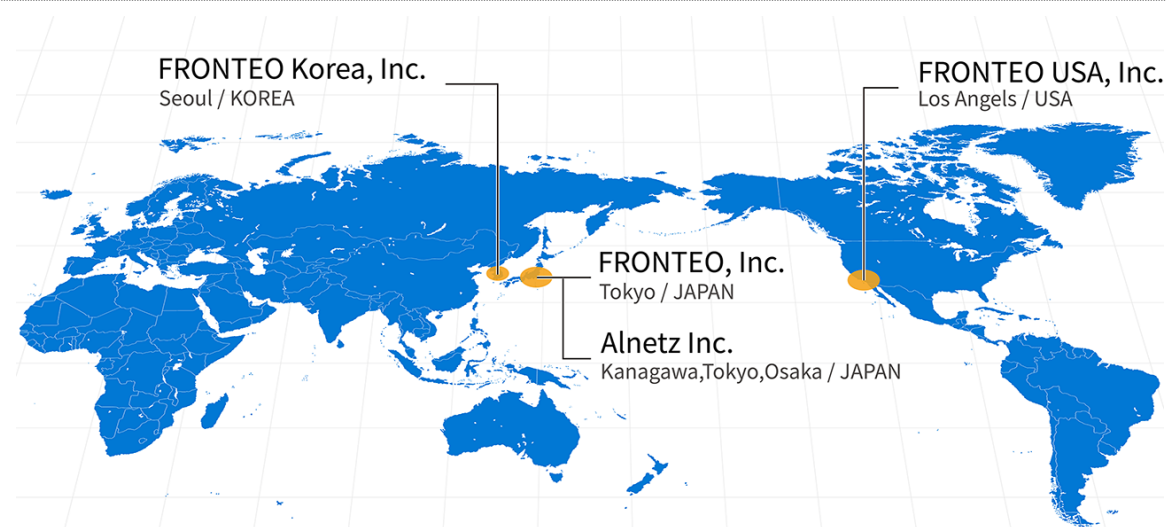 FRONTEO Korea, Inc.
Seoul / KOREA
FRONTEO USA, Inc.
Los Angels / USA
FRONTEO, Inc.
Tokyo / JAPAN
Alnetz Inc.
Kanagawa,Tokyo,Osaka / JAPAN